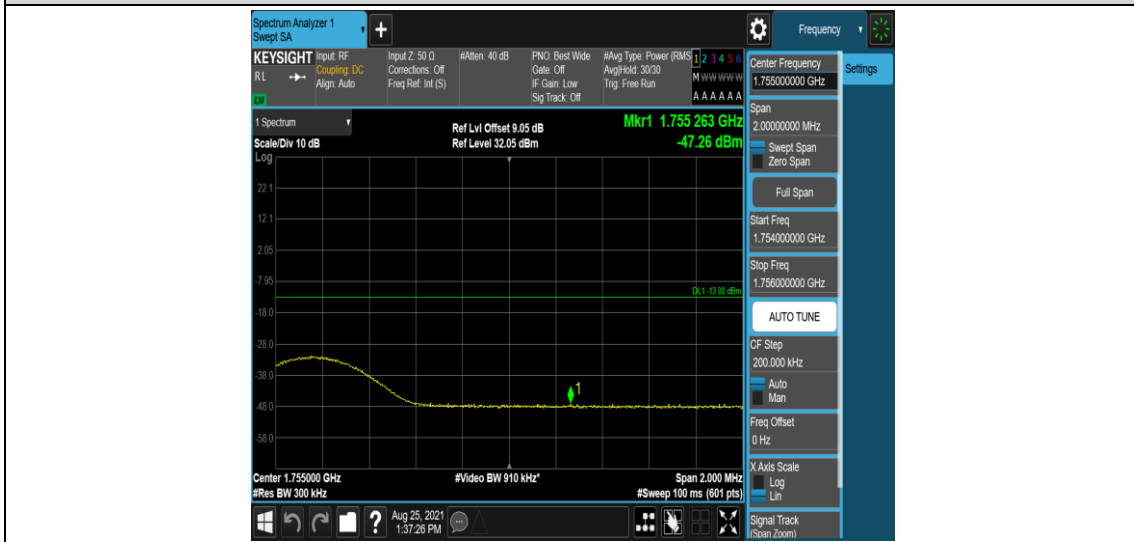 Spectrum Analyzer 1
Swept SA
+
Frequency
KEYSIGHT
RL
LXI
Input: RF
Coupling: DC
Align: Auto
Input Z: 50 Ω
Corrections: Off
Freq Ref: Int (S)
#Atten: 40 dB
PNO: Best Wide
Gate: Off
IF Gain: Low
Sig Track: Off
#Avg Type: Power (RMS
Avg|Hold: 30/30
Trig: Free Run
1 2 3 4 5 6
M W W W W W
A A A A A A
1 Spectrum
Scale/Div 10 dB
Log
Ref Lvl Offset 9.05 dB
Ref Level 32.05 dBm
Mkr1 1.755 263 GHz
-47.26 dBm
22.1
12.1
2.05
-7.95
DL1 -13.00 dBm
-18.0
-28.0
-38.0
1
-48.0
-58.0
Center 1.755000 GHz
#Res BW 300 kHz
#Video BW 910 kHz*
Span 2.000 MHz
#Sweep 100 ms (601 pts)
Center Frequency
1.755000000 GHz
Settings
Span
2.00000000 MHz
Swept Span
Zero Span
Full Span
Start Freq
1.754000000 GHz
Stop Freq
1.756000000 GHz
AUTO TUNE
CF Step
200.000 kHz
Auto
Man
Freq Offset
0 Hz
X Axis Scale
Log
Lin
Signal Track
(Span Zoom)
?
Aug 25, 2021
1:37:26 PM